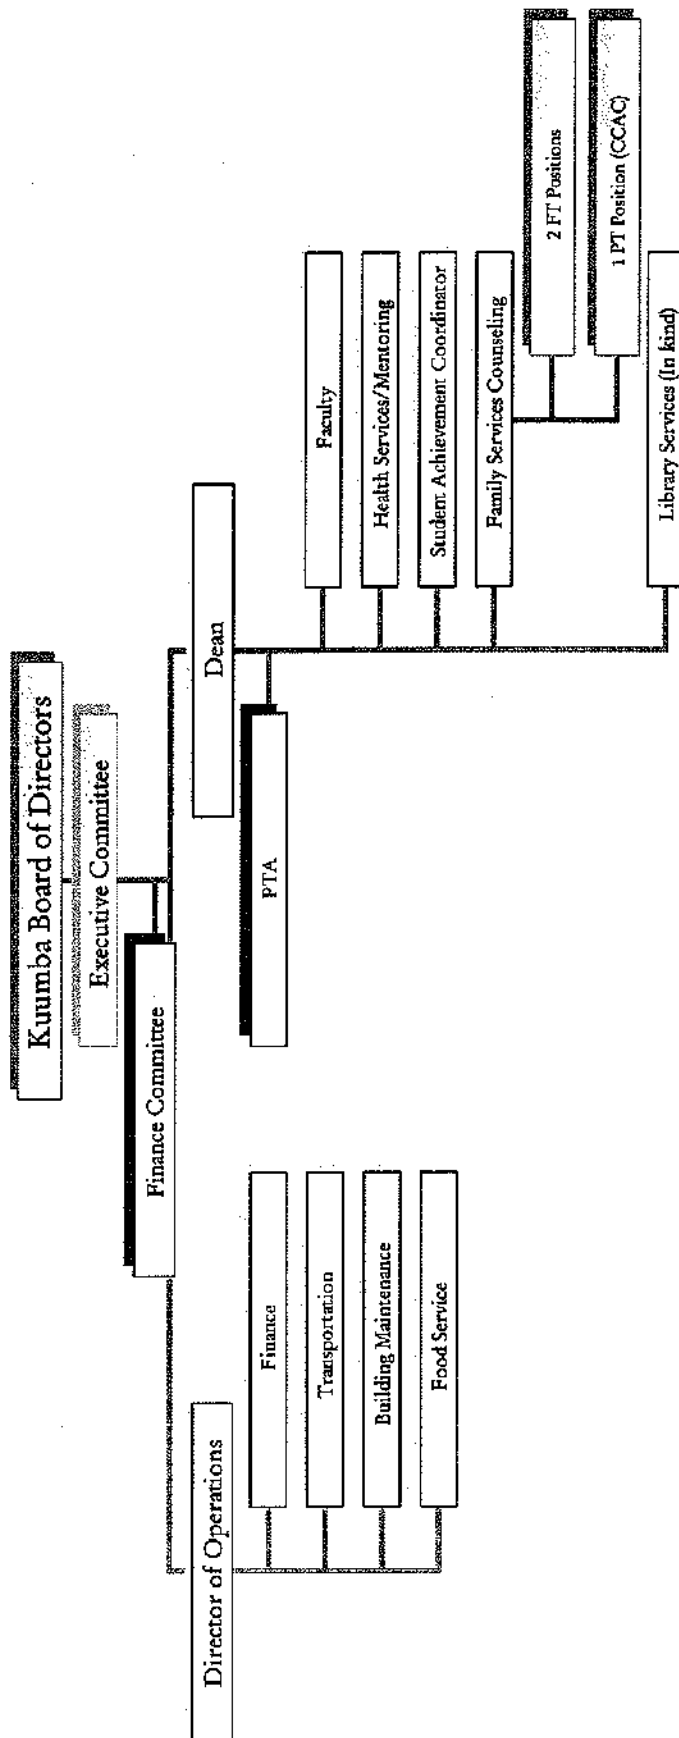 Kuumba Board of Directors
Executive Committee
Finance Committee
Director of Operations
Finance
Transportation
Building Maintenance
Food Service
Dean
PTA
Faculty
Health Services/Mentoring
Student Achievement Coordinator
Family Services Counseling
2 FT Positions
1 PT Position (CCAC)
Library Services (In kind)